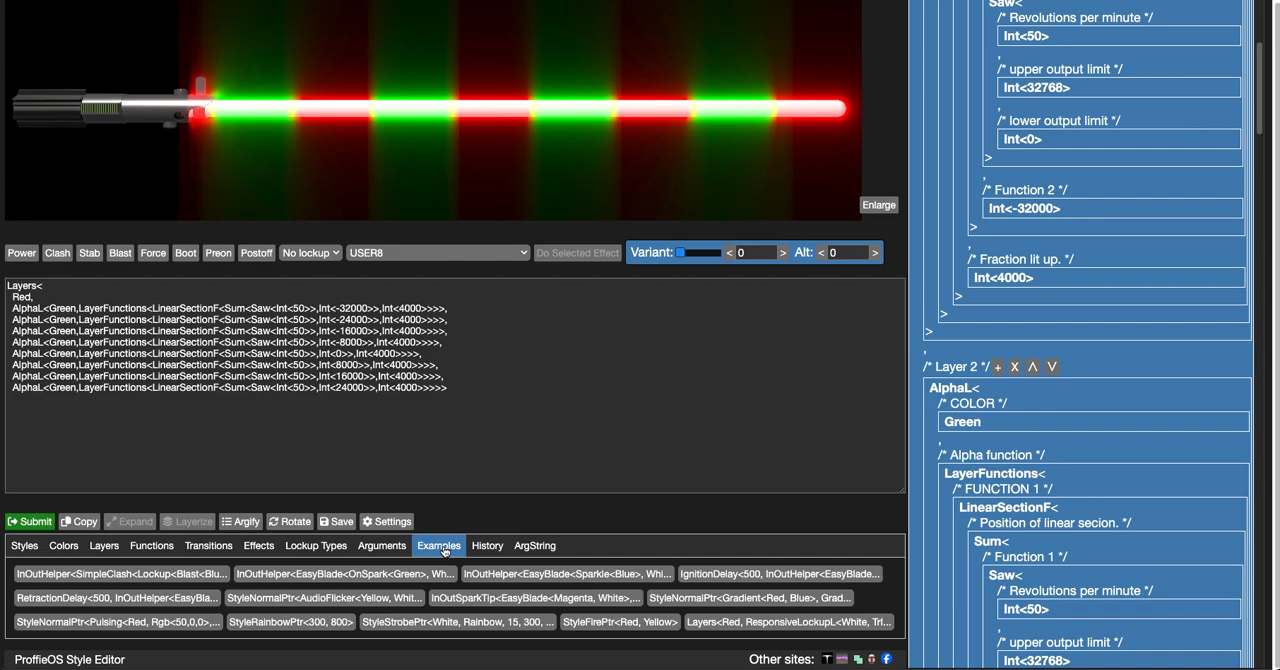 Enlarge
Power Clash Stab Blast Force Boot Preon Postoff No lockup USER8 Do Selected Effect Variant: < 0 > Alt: < 0 >
Layers<
Red,
AlphaL<Green,LayerFunctions<LinearSectionF<Sum<Saw<Int<50>>,Int<-32000>>,Int<4000>>>>,
AlphaL<Green,LayerFunctions<LinearSectionF<Sum<Saw<Int<50>>,Int<-24000>>,Int<4000>>>>,
AlphaL<Green,LayerFunctions<LinearSectionF<Sum<Saw<Int<50>>,Int<-16000>>,Int<4000>>>>,
AlphaL<Green,LayerFunctions<LinearSectionF<Sum<Saw<Int<50>>,Int<-8000>>,Int<4000>>>>,
AlphaL<Green,LayerFunctions<LinearSectionF<Sum<Saw<Int<50>>,Int<0>>,Int<4000>>>>,
AlphaL<Green,LayerFunctions<LinearSectionF<Sum<Saw<Int<50>>,Int<8000>>,Int<4000>>>>,
AlphaL<Green,LayerFunctions<LinearSectionF<Sum<Saw<Int<50>>,Int<16000>>,Int<4000>>>>,
AlphaL<Green,LayerFunctions<LinearSectionF<Sum<Saw<Int<50>>,Int<24000>>,Int<4000>>>>>
Submit Copy Expand Layerize Argify Rotate Save Settings
Styles Colors Layers Functions Transitions Effects Lockup Types Arguments Examples History ArgString
InOutHelper<SimpleClash<Lockup<Blast<Blu... InOutHelper<EasyBlade<OnSpark<Green>, Wh... InOutHelper<EasyBlade<Sparkle<Blue>, Whi... IgnitionDelay<500, InOutHelper<EasyBlade...
RetractionDelay<500, InOutHelper<EasyBla... StyleNormalPtr<AudioFlicker<Yellow, Whit... InOutSparkTip<EasyBlade<Magenta, White>,... StyleNormalPtr<Gradient<Red, Blue>, Grad...
StyleNormalPtr<Pulsing<Red, Rgb<50,0,0>,... StyleRainbowPtr<300, 800> StyleStrobePtr<White, Rainbow, 15, 300, ... StyleFirePtr<Red, Yellow> Layers<Red, ResponsiveLockupL<White, TrI...
ProffieOS Style Editor Other sites:
Saw<
/* Revolutions per minute */
Int<50>
,
/* upper output limit */
Int<32768>
,
/* lower output limit */
Int<0>
>
,
/* Function 2 */
Int<-32000>
>
,
/* Fraction lit up. */
Int<4000>
>
>
>
,
/* Layer 2 */ + X Λ V
AlphaL<
/* COLOR */
Green
,
/* Alpha function */
LayerFunctions<
/* FUNCTION 1 */
LinearSectionF<
/* Position of linear secion. */
Sum<
/* Function 1 */
Saw<
/* Revolutions per minute */
Int<50>
,
/* upper output limit */
Int<32768>